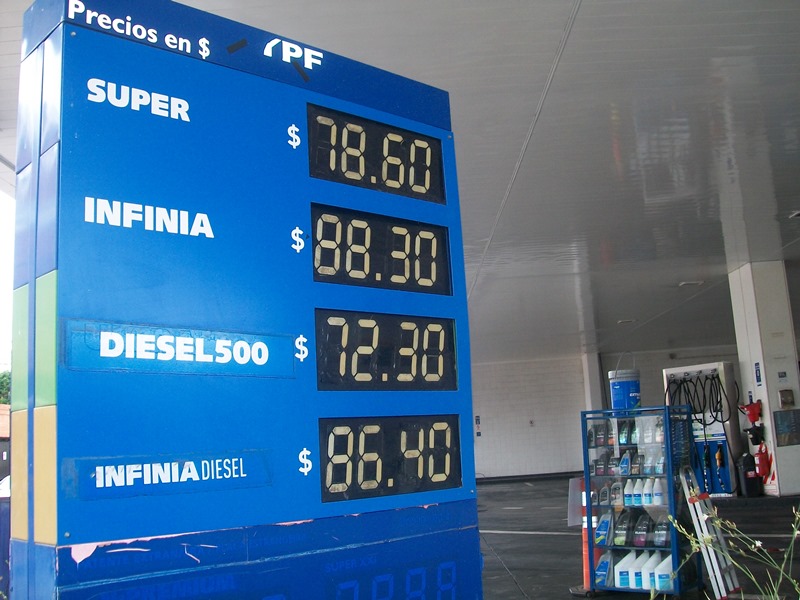 Precios en $ YPF
SUPER $ 78.60
INFINIA $ 88.30
DIESEL500 $ 72.30
INFINIA DIESEL $ 86.40